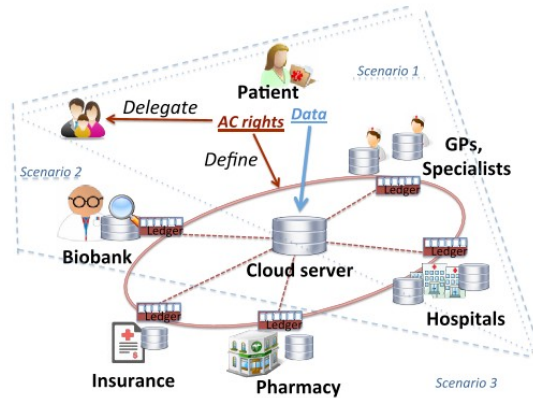 Scenario 1
Patient
Delegate
AC rights
Data
GPs,
Specialists
Define
Scenario 2
Ledger
Ledger
Biobank
Cloud server
Ledger
Hospitals
Ledger
Ledger
Insurance
Pharmacy
Scenario 3